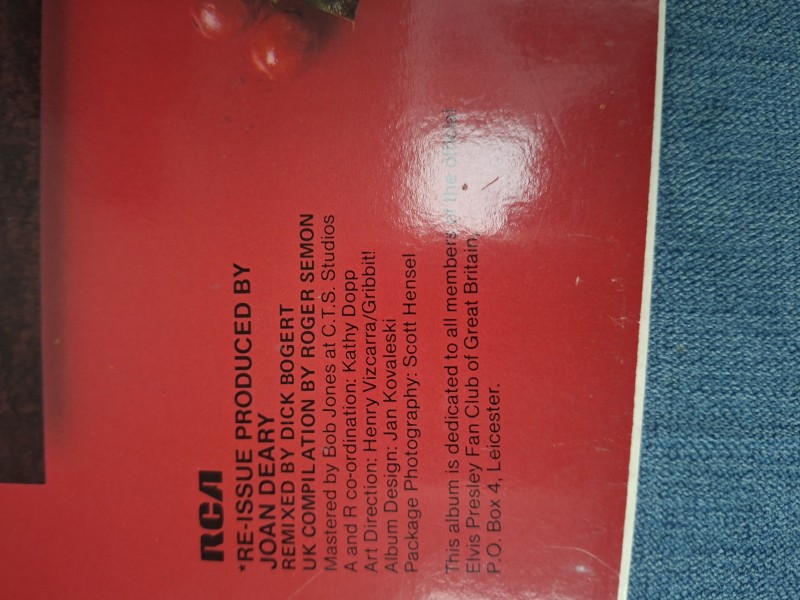 RCA
*RE-ISSUE PRODUCED BY
JOAN DEARY
REMIXED BY DICK BOGERT
UK COMPILATION BY ROGER SEMON
Mastered by Bob Jones at C.T.S. Studios
A and R co-ordination: Kathy Dopp
Art Direction: Henry Vizcarra/Gribbit!
Album Design: Jan Kovaleski
Package Photography: Scott Hensel
This album is dedicated to all members of the official
Elvis Presley Fan Club of Great Britain,
P.O. Box 4, Leicester.